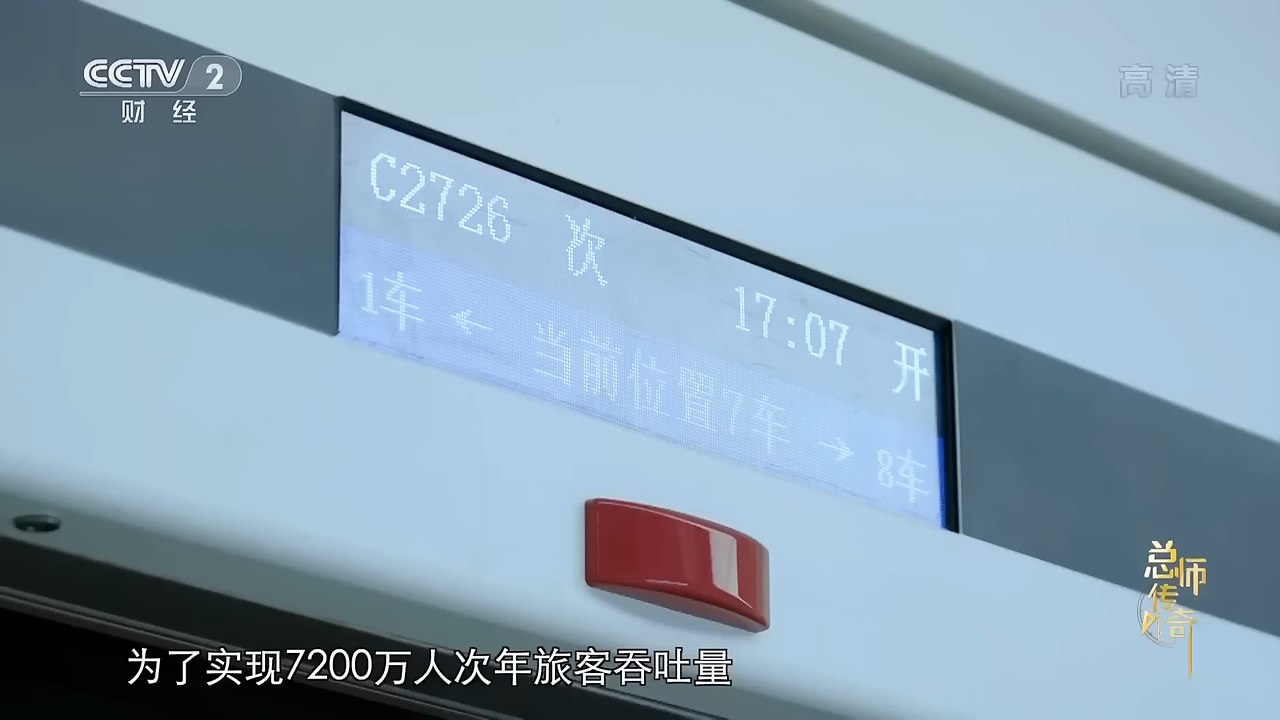 CCTV 2
财经
高清
C2726 次
17:07 开
1车 ← 当前位置7车 → 8车
总师传奇
为了实现7200万人次年旅客吞吐量